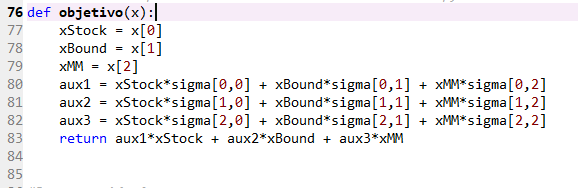 76 def objetivo(x):
77 xStock = x[0]
78 xBound = x[1]
79 xMM = x[2]
80 aux1 = xStock*sigma[0,0] + xBound*sigma[0,1] + xMM*sigma[0,2]
81 aux2 = xStock*sigma[1,0] + xBound*sigma[1,1] + xMM*sigma[1,2]
82 aux3 = xStock*sigma[2,0] + xBound*sigma[2,1] + xMM*sigma[2,2]
83 return aux1*xStock + aux2*xBound + aux3*xMM
84
85